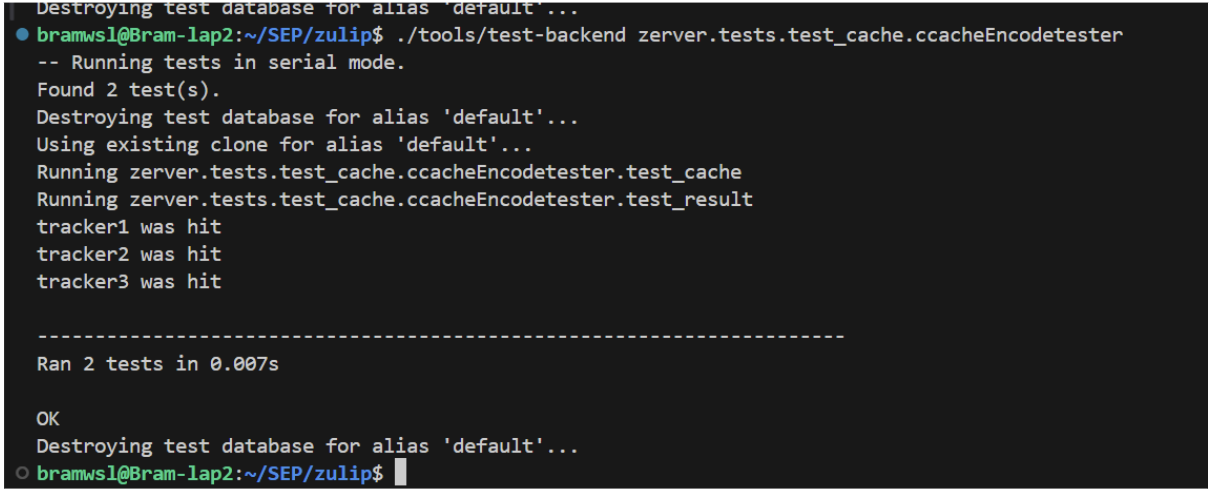 Destroying test database for alias 'default'...
bramwsl@Bram-lap2:~/SEP/zulip$ ./tools/test-backend zerver.tests.test_cache.ccacheEncodetester
-- Running tests in serial mode.
Found 2 test(s).
Destroying test database for alias 'default'...
Using existing clone for alias 'default'...
Running zerver.tests.test_cache.ccacheEncodetester.test_cache
Running zerver.tests.test_cache.ccacheEncodetester.test_result
tracker1 was hit
tracker2 was hit
tracker3 was hit
----------------------------------------------------------------------
Ran 2 tests in 0.007s
OK
Destroying test database for alias 'default'...
bramwsl@Bram-lap2:~/SEP/zulip$